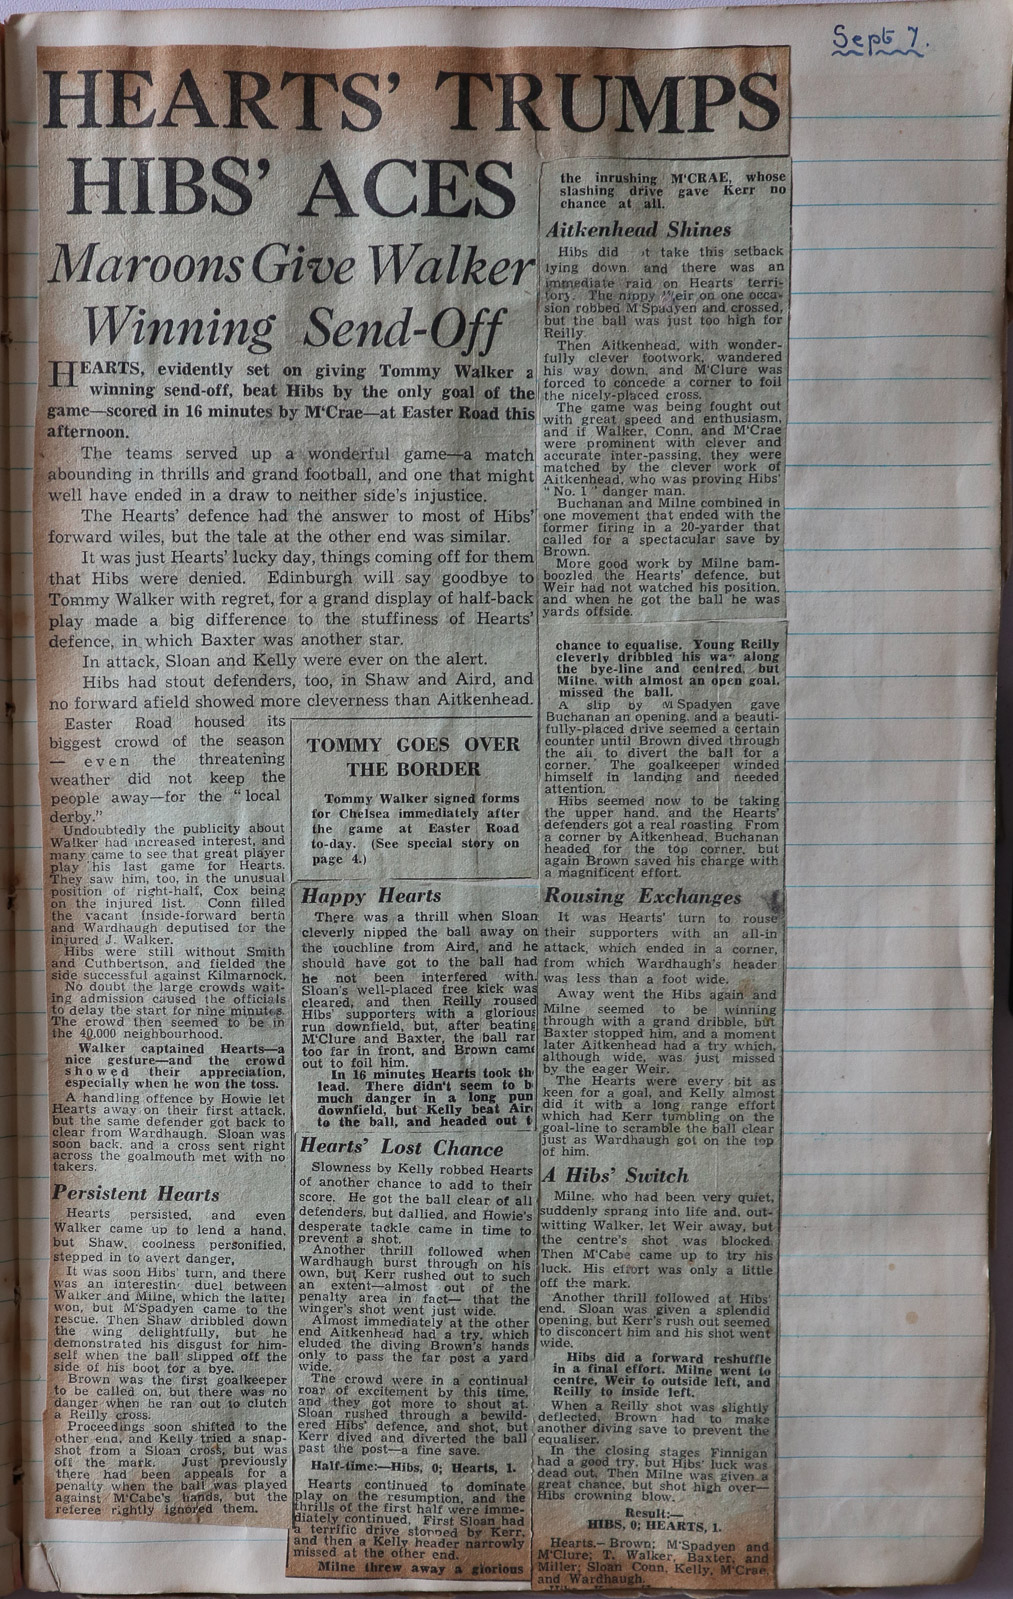 Sept 7.
HEARTS' TRUMPS
HIBS' ACES
Maroons Give Walker
Winning Send-Off
HEARTS, evidently set on giving Tommy Walker a
winning send-off, beat Hibs by the only goal of the
game—scored in 16 minutes by M'Crae—at Easter Road this
afternoon.
The teams served up a wonderful game—a match
abounding in thrills and grand football, and one that might
well have ended in a draw to neither side's injustice.
The Hearts' defence had the answer to most of Hibs'
forward wiles, but the tale at the other end was similar.
It was just Hearts' lucky day, things coming off for them
that Hibs were denied. Edinburgh will say goodbye to
Tommy Walker with regret, for a grand display of half-back
play made a big difference to the stuffiness of Hearts'
defence, in which Baxter was another star.
In attack, Sloan and Kelly were ever on the alert.
Hibs had stout defenders, too, in Shaw and Aird, and
no forward afield showed more cleverness than Aitkenhead.
Easter Road housed its
biggest crowd of the season
— even the threatening
weather did not keep the
people away—for the "local
derby."
Undoubtedly the publicity about
Walker had increased interest, and
many came to see that great player
play his last game for Hearts.
They saw him, too, in the unusual
position of right-half, Cox being
on the injured list. Conn filled
the vacant inside-forward berth
and Wardhaugh deputised for the
injured J. Walker.
Hibs were still without Smith
and Cuthbertson, and fielded the
side successful against Kilmarnock.
No doubt the large crowds wait-
ing admission caused the officials
to delay the start for nine minutes.
The crowd then seemed to be in
the 40,000 neighbourhood.
Walker captained Hearts—a
nice gesture—and the crowd
showed their appreciation,
especially when he won the toss.
A handling offence by Howie let
Hearts away on their first attack,
but the same defender got back to
clear from Wardhaugh. Sloan was
soon back, and a cross sent right
across the goalmouth met with no
takers.
Persistent Hearts
Hearts persisted, and even
Walker came up to lend a hand,
but Shaw, coolness personified,
stepped in to avert danger.
It was soon Hibs' turn, and there
was an interestin duel between
Walker and Milne, which the latter
won, but M'Spadyen came to the
rescue. Then Shaw dribbled down
the wing delightfully, but he
demonstrated his disgust for him-
self when the ball slipped off the
side of his boot for a bye.
Brown was the first goalkeeper
to be called on, but there was no
danger when he ran out to clutch
a Reilly cross.
Proceedings soon shifted to the
other end, and Kelly tried a snap-
shot from a Sloan cross, but was
off the mark. Just previously
there had been appeals for a
penalty when the ball was played
against M'Cabe's hands, but the
referee rightly ignored them.
TOMMY GOES OVER
THE BORDER
Tommy Walker signed forms
for Chelsea immediately after
the game at Easter Road
to-day. (See special story on
page 4.)
Happy Hearts
There was a thrill when Sloan
cleverly nipped the ball away on
the touchline from Aird, and he
should have got to the ball had
he not been interfered with.
Sloan's well-placed free kick was
cleared, and then Reilly roused
Hibs' supporters with a glorious
run downfield, but, after beating
M'Clure and Baxter, the ball ran
too far in front, and Brown came
out to foil him.
In 16 minutes Hearts took th
lead. There didn't seem to b
much danger in a long pun
downfield, but Kelly beat Air
to the ball, and headed out t
Hearts' Lost Chance
Slowness by Kelly robbed Hearts
of another chance to add to their
score. He got the ball clear of all
defenders, but dallied, and Howie's
desperate tackle came in time to
prevent a shot.
Another thrill followed when
Wardhaugh burst through on his
own, but Kerr rushed out to such
an extent—almost out of the
penalty area in fact— that the
winger's shot went just wide.
Almost immediately at the other
end Aitkenhead had a try, which
eluded the diving Brown's hands
only to pass the far post a yard
wide.
The crowd were in a continual
roar of excitement by this time,
and they got more to shout at.
Sloan rushed through a bewild-
ered Hibs' defence, and shot, but
Kerr dived and diverted the ball
past the post—a fine save.
Half-time:—Hibs, 0; Hearts, 1.
Hearts continued to dominate
play on the resumption, and the
thrills of the first half were imme-
diately continued. First Sloan had
a terrific drive stopped by Kerr,
and then a Kelly header narrowly
missed at the other end.
Milne threw away a glorious
the inrushing M'CRAE, whose
slashing drive gave Kerr no
chance at all.
Aitkenhead Shines
Hibs did t take this setback
lying down and there was an
immediate raid on Hearts terri-
tory. The nippy Weir on one occa-
sion robbed M'Spadyen and crossed,
but the ball was just too high for
Reilly.
Then Aitkenhead, with wonder-
fully clever footwork, wandered
his way down, and M'Clure was
forced to concede a corner to foil
the nicely-placed cross.
The game was being fought out
with great speed and enthusiasm,
and if Walker, Conn, and M'Crae
were prominent with clever and
accurate inter-passing, they were
matched by the clever work of
Aitkenhead, who was proving Hibs'
"No. 1" danger man.
Buchanan and Milne combined in
one movement that ended with the
former firing in a 20-yarder that
called for a spectacular save by
Brown.
More good work by Milne bam-
boozled the Hearts' defence, but
Weir had not watched his position,
and when he got the ball he was
yards offside.
chance to equalise. Young Reilly
cleverly dribbled his way along
the bye-line and centred, but
Milne, with almost an open goal,
missed the ball.
A slip by M'Spadyen gave
Buchanan an opening, and a beauti-
fully-placed drive seemed a certain
counter until Brown dived through
the air to divert the ball for a
corner. The goalkeeper winded
himself in landing and needed
attention.
Hibs seemed now to be taking
the upper hand, and the Hearts'
defenders got a real roasting. From
a corner by Aitkenhead, Buchanan
headed for the top corner, but
again Brown saved his charge with
a magnificent effort.
Rousing Exchanges
It was Hearts' turn to rouse
their supporters with an all-in
attack, which ended in a corner,
from which Wardhaugh's header
was less than a foot wide.
Away went the Hibs again and
Milne seemed to be winning
through with a grand dribble, but
Baxter stopped him, and a moment
later Aitkenhead had a try which,
although wide, was just missed
by the eager Weir.
The Hearts were every bit as
keen for a goal, and Kelly almost
did it with a long range effort
which had Kerr tumbling on the
goal-line to scramble the ball clear
just as Wardhaugh got on the top
of him.
A Hibs' Switch
Milne, who had been very quiet,
suddenly sprang into life and, out-
witting Walker, let Weir away, but
the centre's shot was blocked.
Then M'Cabe came up to try his
luck. His effort was only a little
off the mark.
Another thrill followed at Hibs'
end. Sloan was given a splendid
opening, but Kerr's rush out seemed
to disconcert him and his shot went
wide.
Hibs did a forward reshuffle
in a final effort. Milne went to
centre, Weir to outside left, and
Reilly to inside left.
When a Reilly shot was slightly
deflected, Brown had to make
another diving save to prevent the
equaliser.
In the closing stages Finnigan
had a good try, but Hibs' luck was
dead out. Then Milne was given a
great chance, but shot high over—
Hibs crowning blow.
Result:—
HIBS, 0; HEARTS, 1.
Hearts.—Brown; M'Spadyen and
M'Clure; T. Walker, Baxter, and
Miller; Sloan Conn, Kelly, M'Crae
and Wardhaugh.